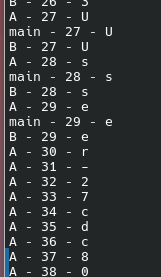 B - 26 - 3
A - 27 - U
main - 27 - U
B - 27 - U
A - 28 - s
main - 28 - s
B - 28 - s
A - 29 - e
main - 29 - e
B - 29 - e
A - 30 - r
A - 31 - –
A - 32 - 2
A - 33 - 7
A - 34 - c
A - 35 - d
A - 36 - c
A - 37 - 8
A - 38 - 0